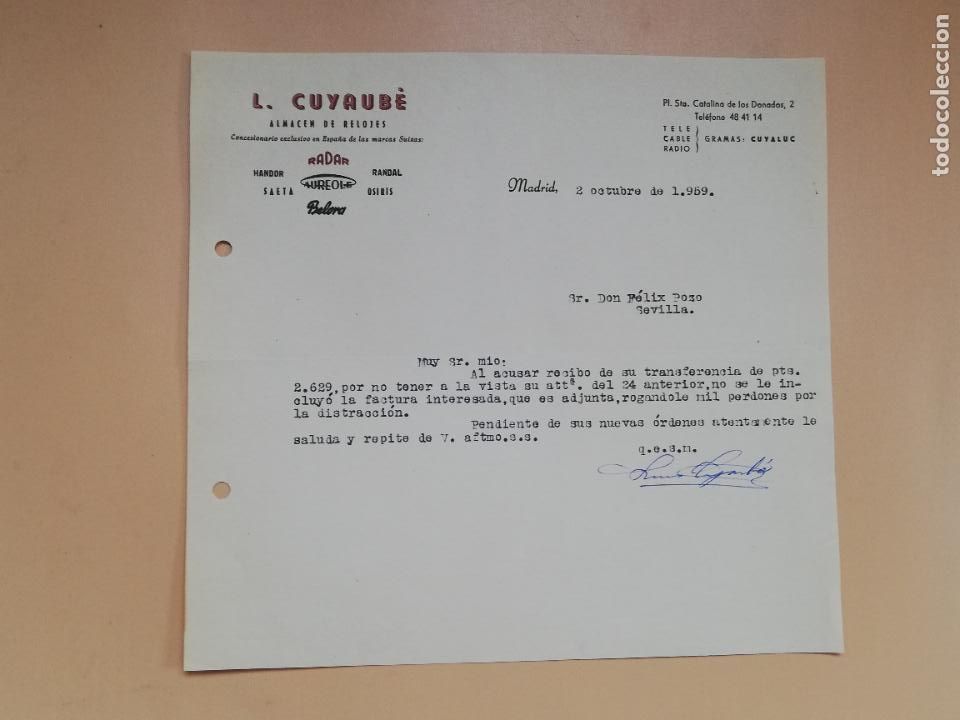 L. CUYAUBÈ
ALMACEN DE RELOJES
Concesionario exclusivo en España de las marcas Suizas:
RADAR
HANDOR AUREOLE RANDAL
SAETA OSIRIS
Belora
Pl. Sta. Catalina de los Donados, 2
Teléfono 48 41 14
TELE
CABLE GRAMAS: CUYALUC
RADIO
Madrid, 2 octubre de 1.959.
Sr. Don Félix Pozo
Sevilla.
Muy Sr. mio:
Al acusar recibo de su transferencia de pts.
2.629,por no tener a la vista su attª. del 24 anterior,no se le in-
cluyó la factura interesada,que es adjunta,rogandole mil perdones por
la distracción.
Pendiente de sus nuevas órdenes atentamente le
saluda y repite de V. aftmo.s.s.
q.e.s.m.
todocoleccion